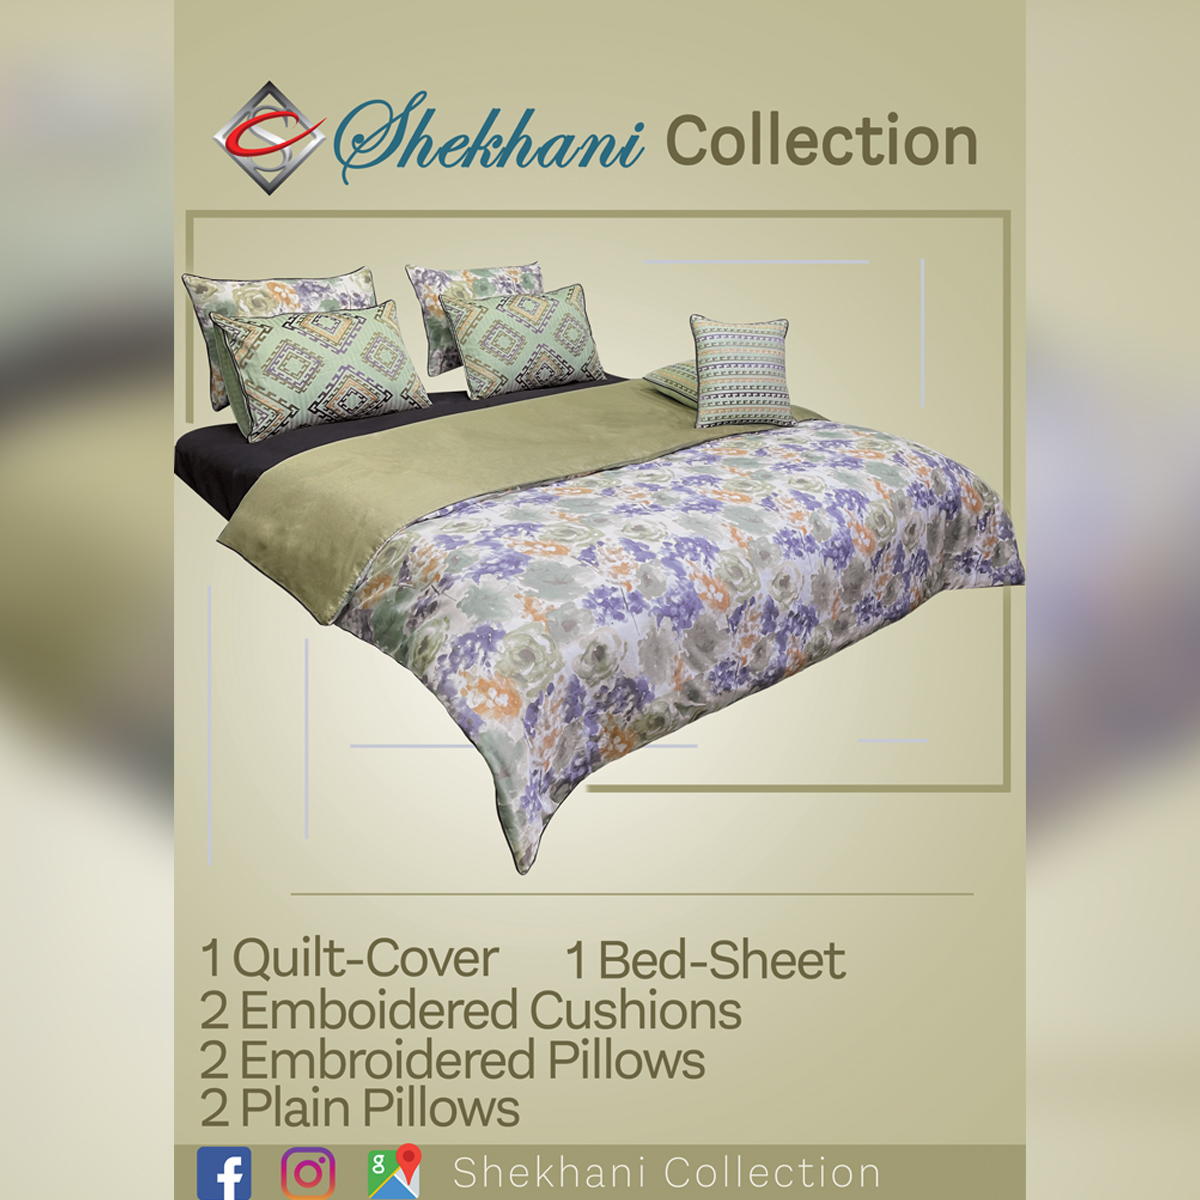 Shekhani Collection
1 Quilt-Cover 1 Bed-Sheet
2 Emboidered Cushions
2 Embroidered Pillows
2 Plain Pillows
Shekhani Collection